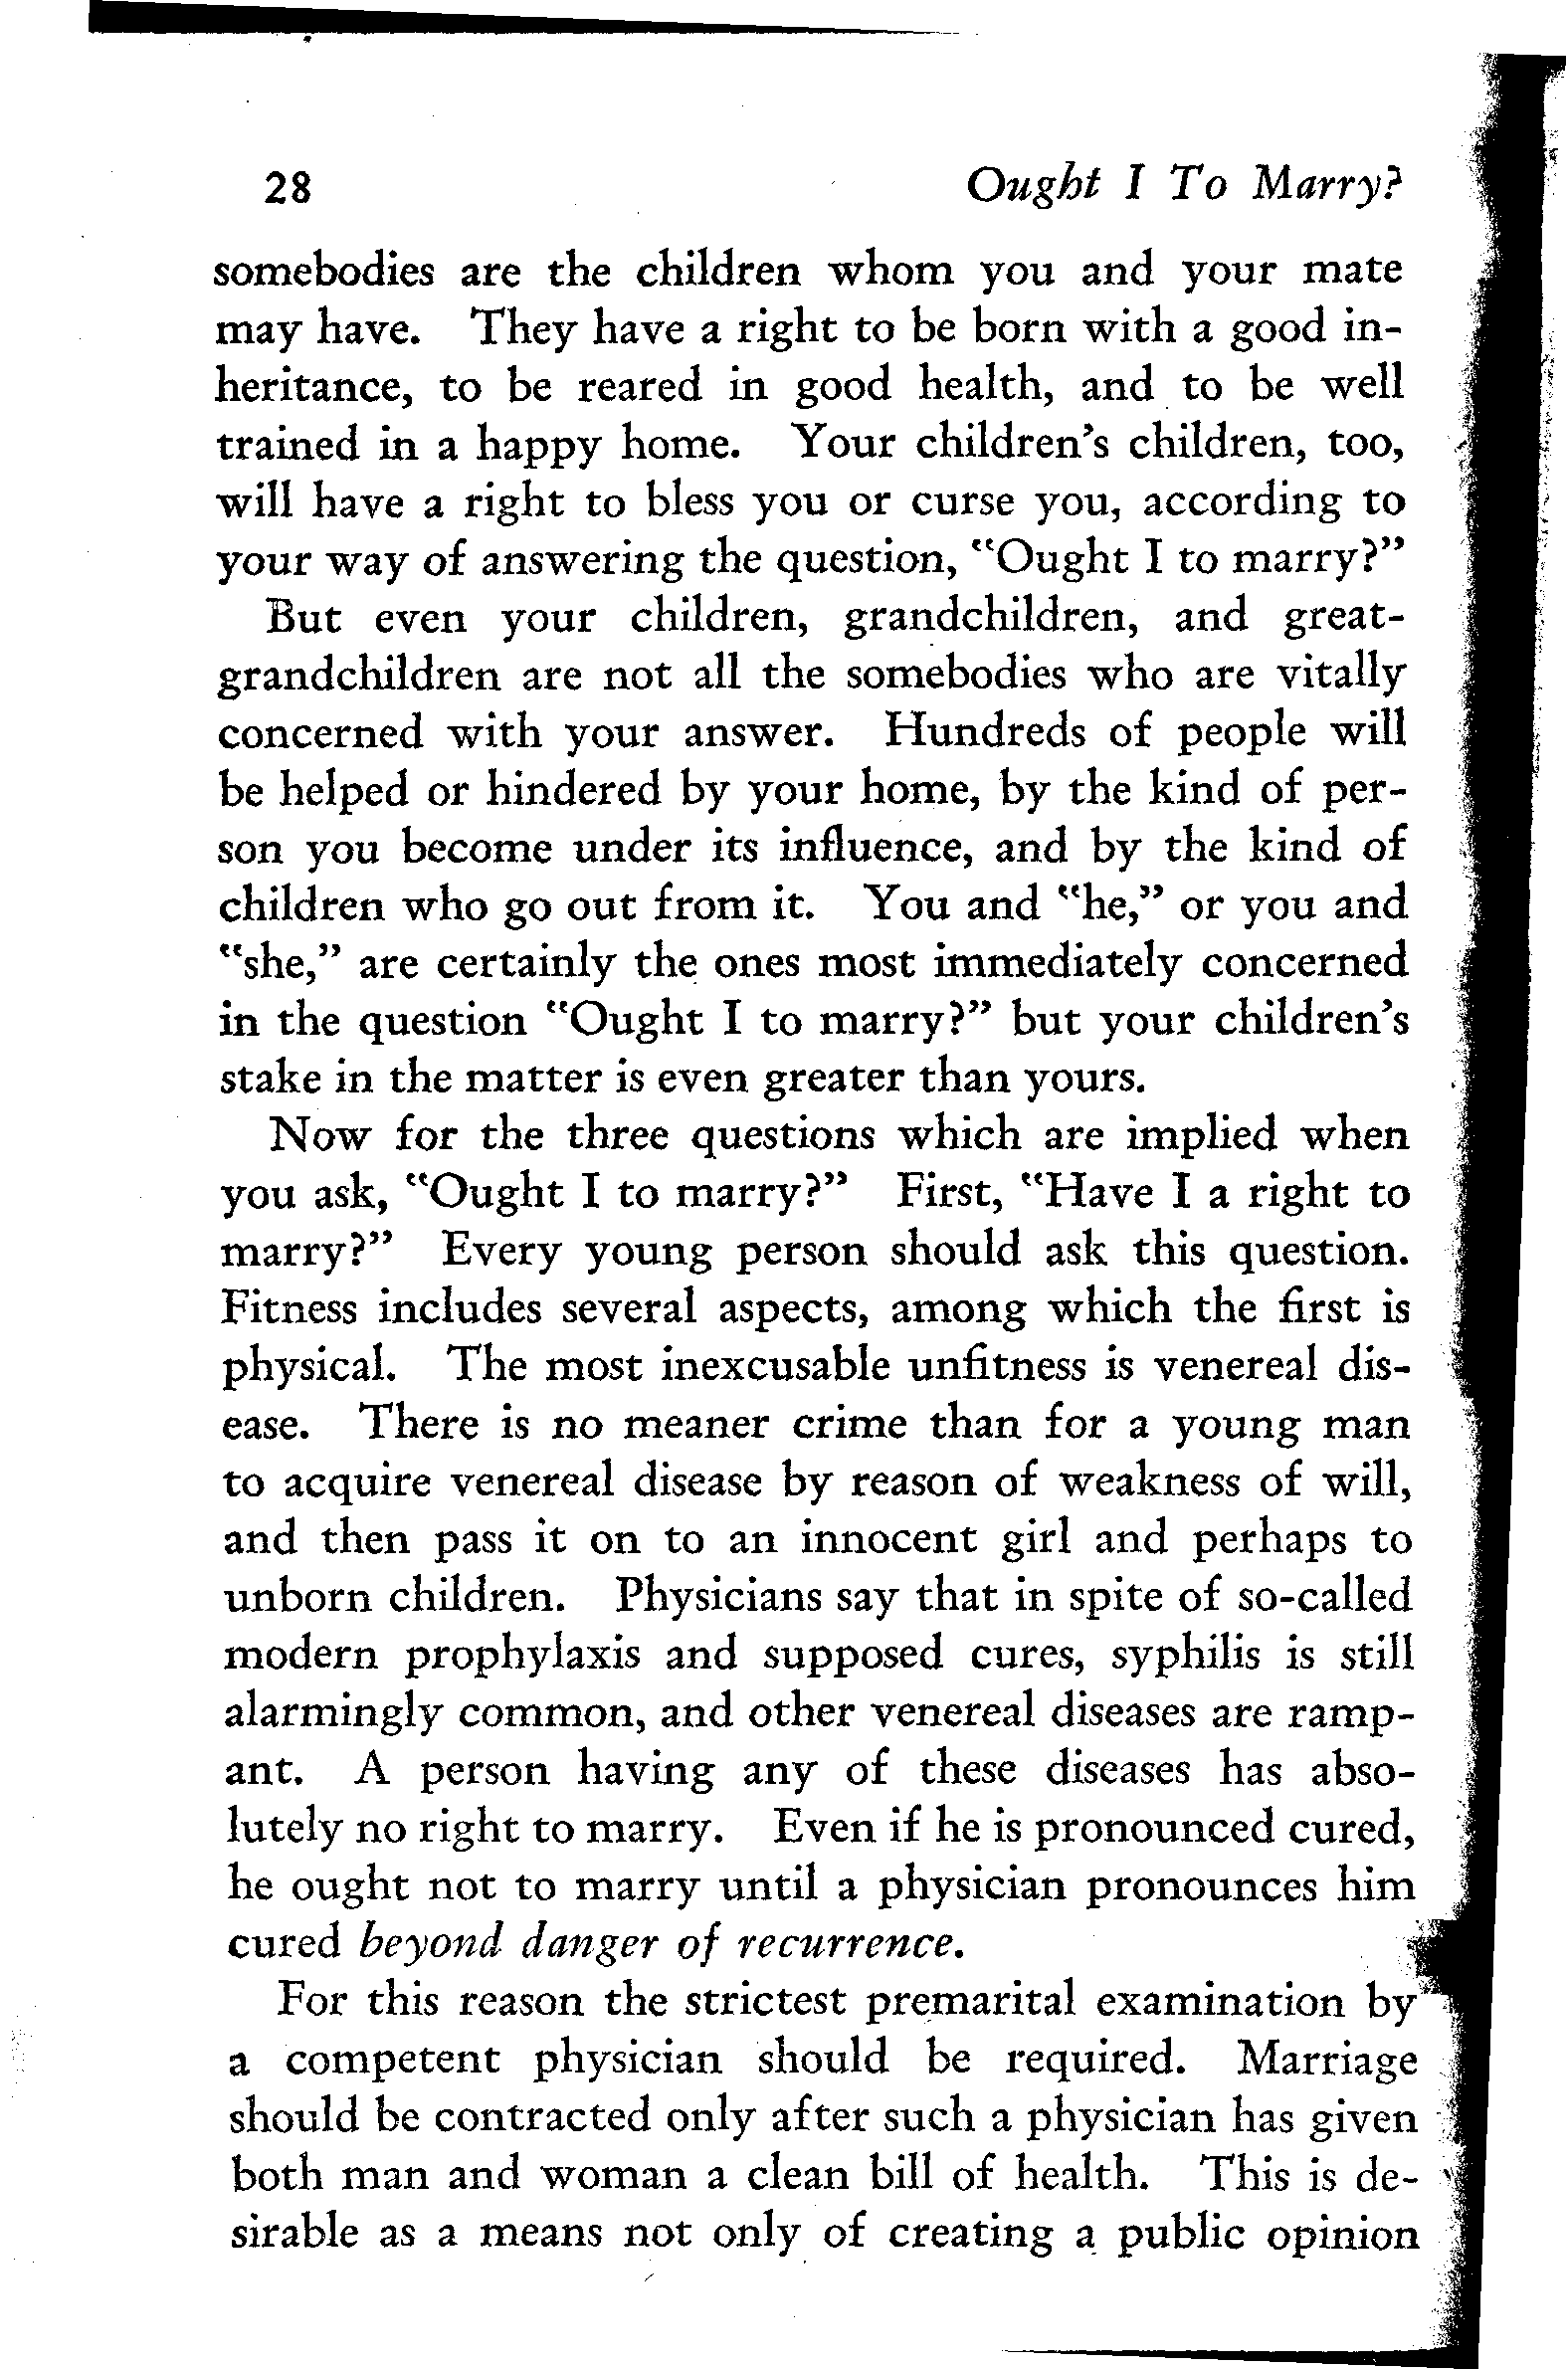 28 Ought I To Marry?
somebodies are the children whom you and your mate
may have. They have a right to be born with a good in-
heritance, to be reared in good health, and to be well
trained in a happy home. Your children's children, too,
will have a right to bless you or curse you, according to
your way of answering the question, "Ought I to marry?"
But even your children, grandchildren, and great-
grandchildren are not all the somebodies who are vitally
concerned with your answer. Hundreds of people will
be helped or hindered by your home, by the kind of per-
son you become under its influence, and by the kind of
children who go out from it. You and "he," or you and
"she," are certainly the ones most immediately concerned
in the question "Ought I to marry?" but your children's
stake in the matter is even greater than yours.
Now for the three questions which are implied when
you ask, "Ought I to marry?" First, "Have I a right to
marry?" Every young person should ask this question.
Fitness includes several aspects, among which the first is
physical. The most inexcusable unfitness is venereal dis-
ease. There is no meaner crime than for a young man
to acquire venereal disease by reason of weakness of will,
and then pass it on to an innocent girl and perhaps to
unborn children. Physicians say that in spite of so-called
modern prophylaxis and supposed cures, syphilis is still
alarmingly common, and other venereal diseases are ramp-
ant. A person having any of these diseases has abso-
lutely no right to marry. Even if he is pronounced cured,
he ought not to marry until a physician pronounces him
cured beyond danger of recurrence.
For this reason the strictest premarital examination by
a competent physician should be required. Marriage
should be contracted only after such a physician has given
both man and woman a clean bill of health. This is de-
sirable as a means not only of creating a public opinion